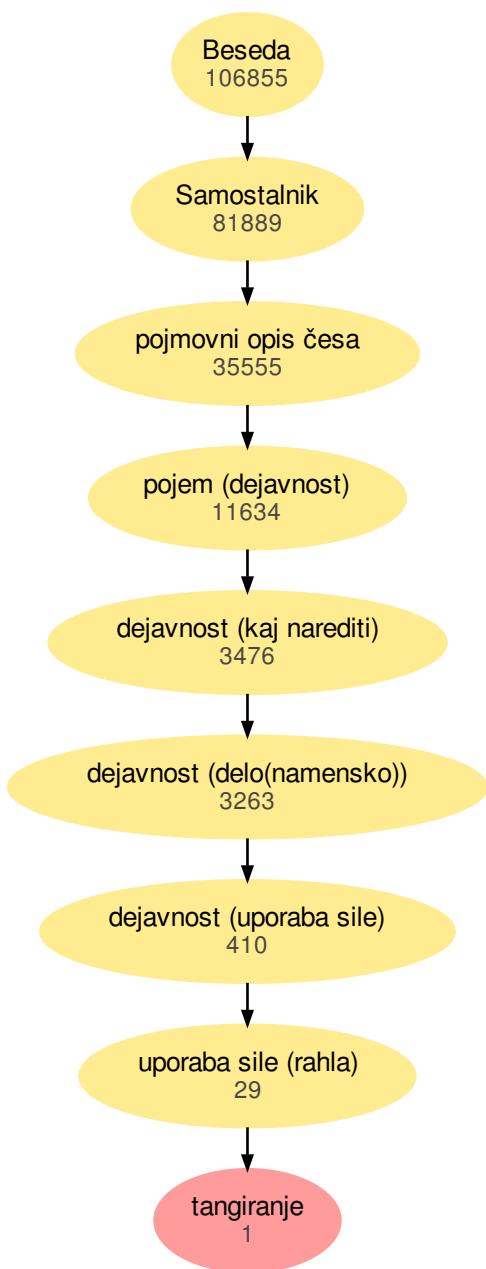 Beseda
106855
Samostalnik
81889
pojmovni opis česa
35555
pojem (dejavnost)
11634
dejavnost (kaj narediti)
3476
dejavnost (delo(namensko))
3263
dejavnost (uporaba sile)
410
uporaba sile (rahla)
29
tangiranje
1